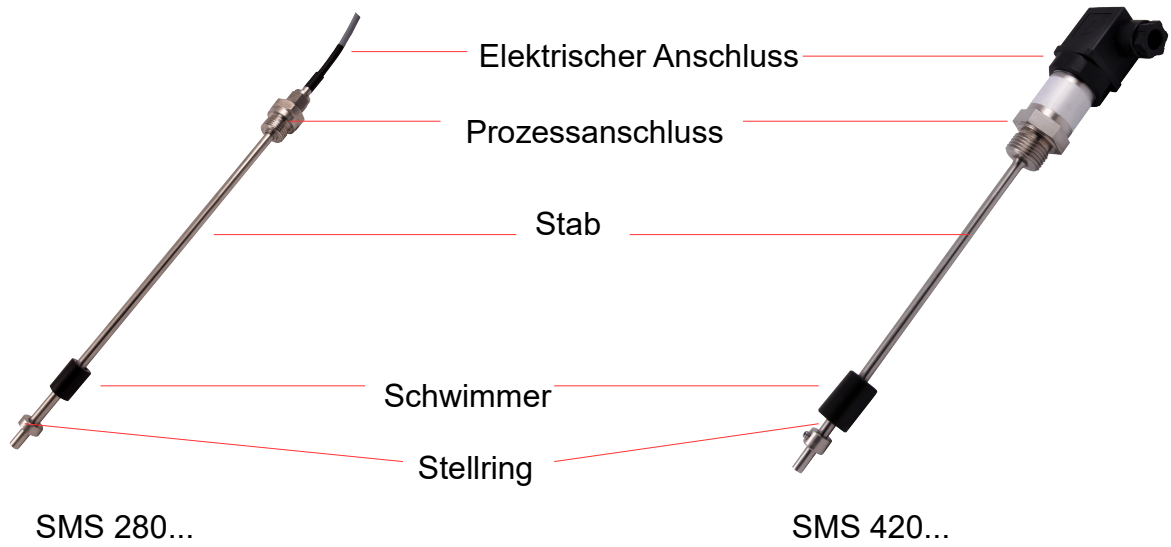 Elektrischer Anschluss
Prozessanschluss
Stab
Schwimmer
Stellring
SMS 280...
SMS 420...